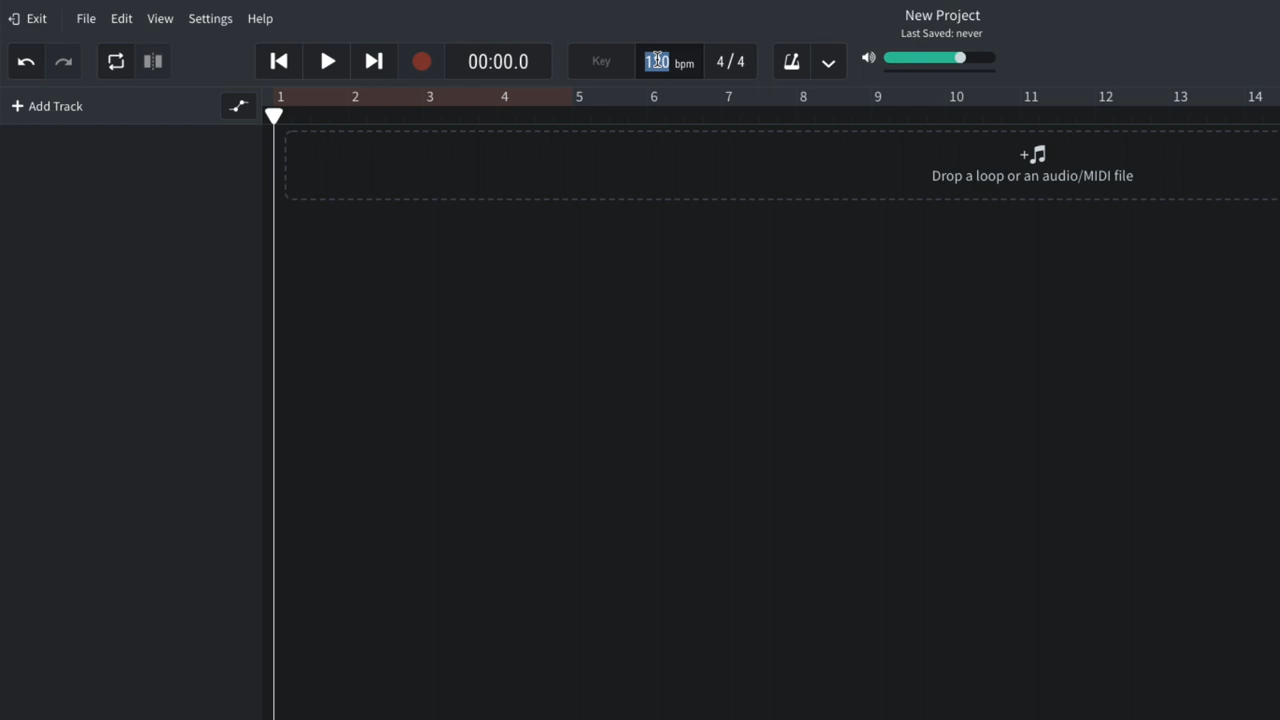 Exit File Edit View Settings Help
New Project
Last Saved: never
00:00.0 Key bpm 4 / 4
+ Add Track
1 2 3 4 5 6 7 8 9 10 11 12 13 14
Drop a loop or an audio/MIDI file